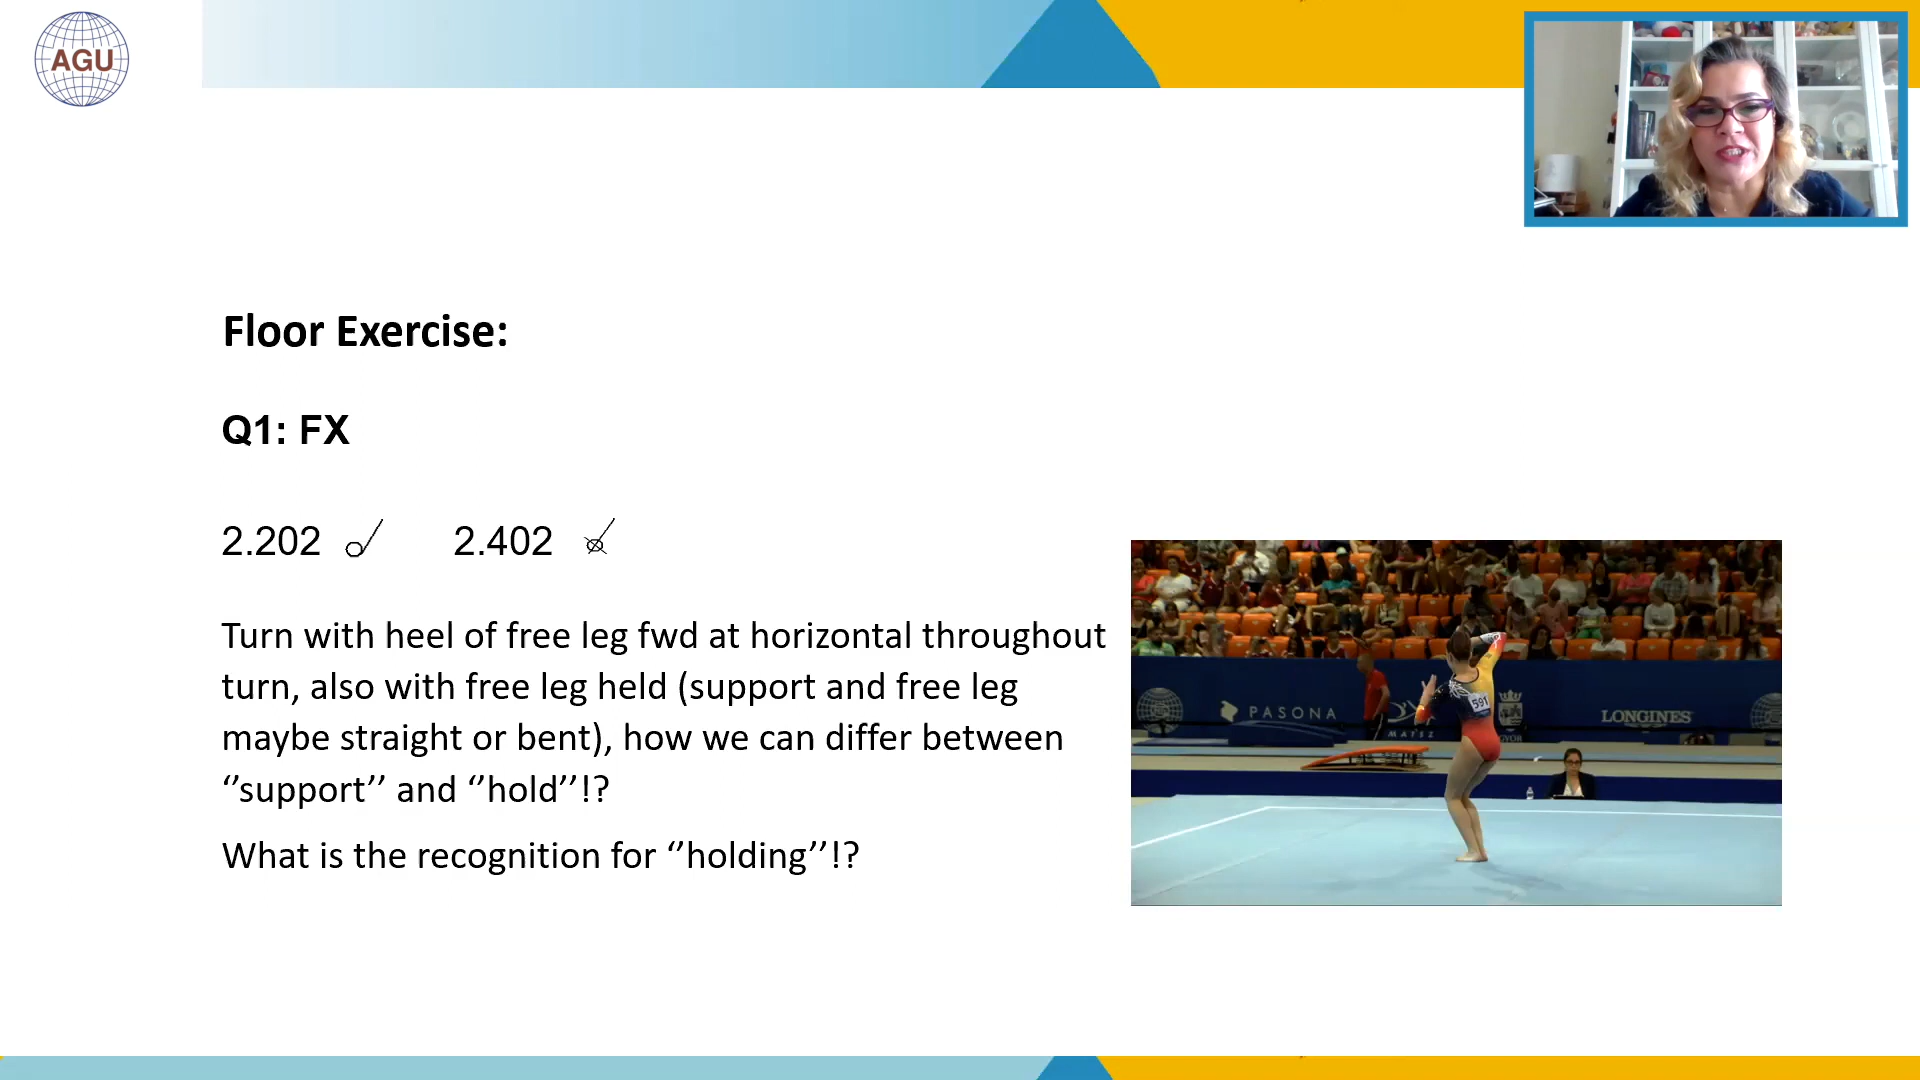 AGU
Floor Exercise:
Q1: FX
2.202 2.402
Turn with heel of free leg fwd at horizontal throughout
turn, also with free leg held (support and free leg
maybe straight or bent), how we can differ between
‘’support’’ and ‘’hold’’!?
What is the recognition for ‘’holding’’!?
PASONA
LONGINES
591